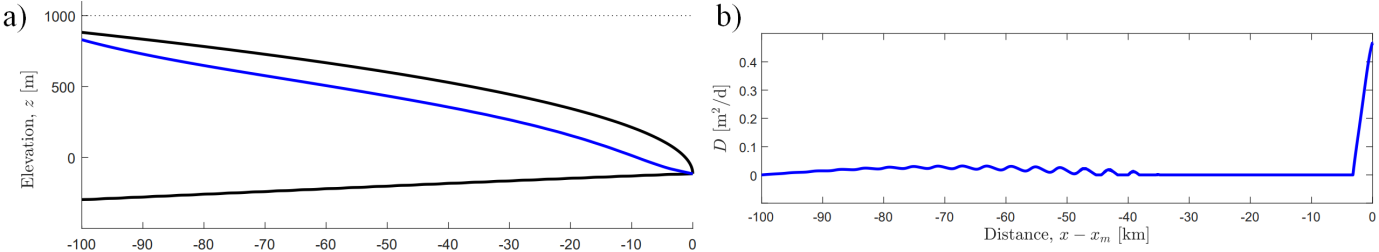 a)
Elevation, z [m]
1000
500
0
-100 -90 -80 -70 -60 -50 -40 -30 -20 -10 0
b)
D [m²/d]
0.4
0.3
0.2
0.1
0
-100 -90 -80 -70 -60 -50 -40 -30 -20 -10 0
Distance, x − xₘ [km]